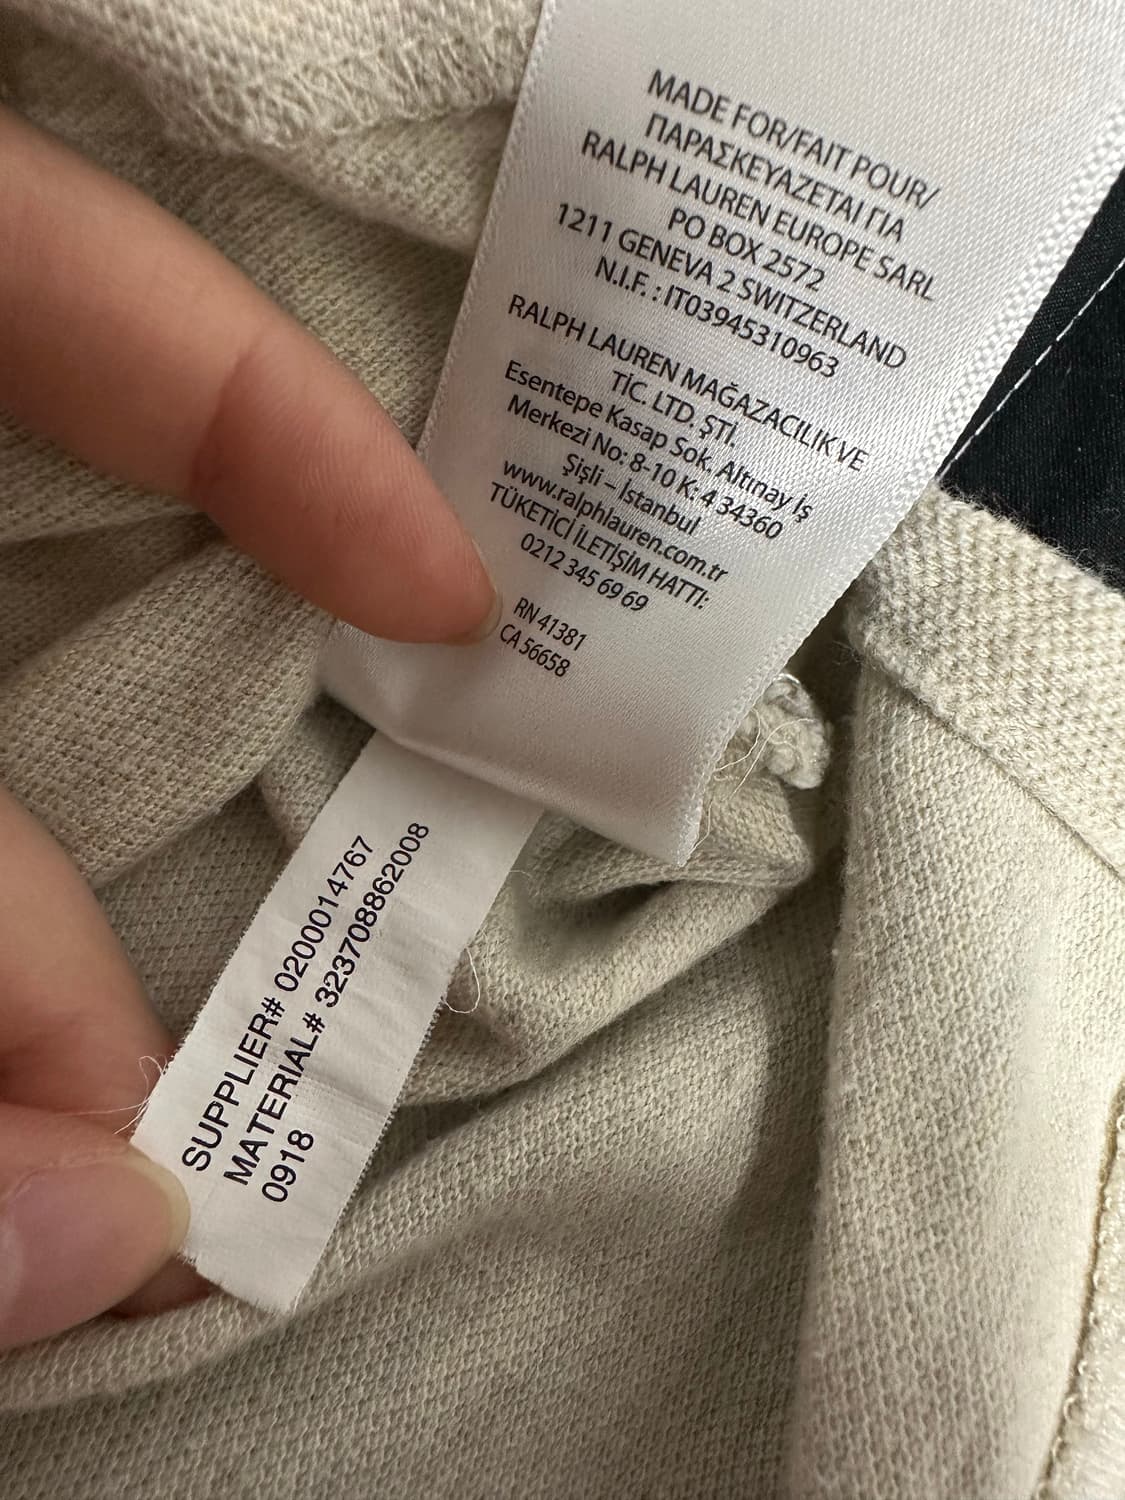 MADE FOR/FAIT POUR/
ΠΑΡΑΣΚΕΥΑΖΕΤΑΙ ΓΙΑ
RALPH LAUREN EUROPE SARL
PO BOX 2572
1211 GENEVA 2 SWITZERLAND
N.I.F. : IT03945310963
RALPH LAUREN MAĞAZACILIK VE
TİC. LTD. ŞTİ.
Esentepe Kasap Sok. Altınay İş
Merkezi No: 8-10 K: 4 34360
Şişli – İstanbul
www.ralphlauren.com.tr
TÜKETİCİ İLETİŞİM HATTI:
0212 345 69 69
RN 41381
CA 56658
SUPPLIER# 0200014767
MATERIAL# 323708862008
0918